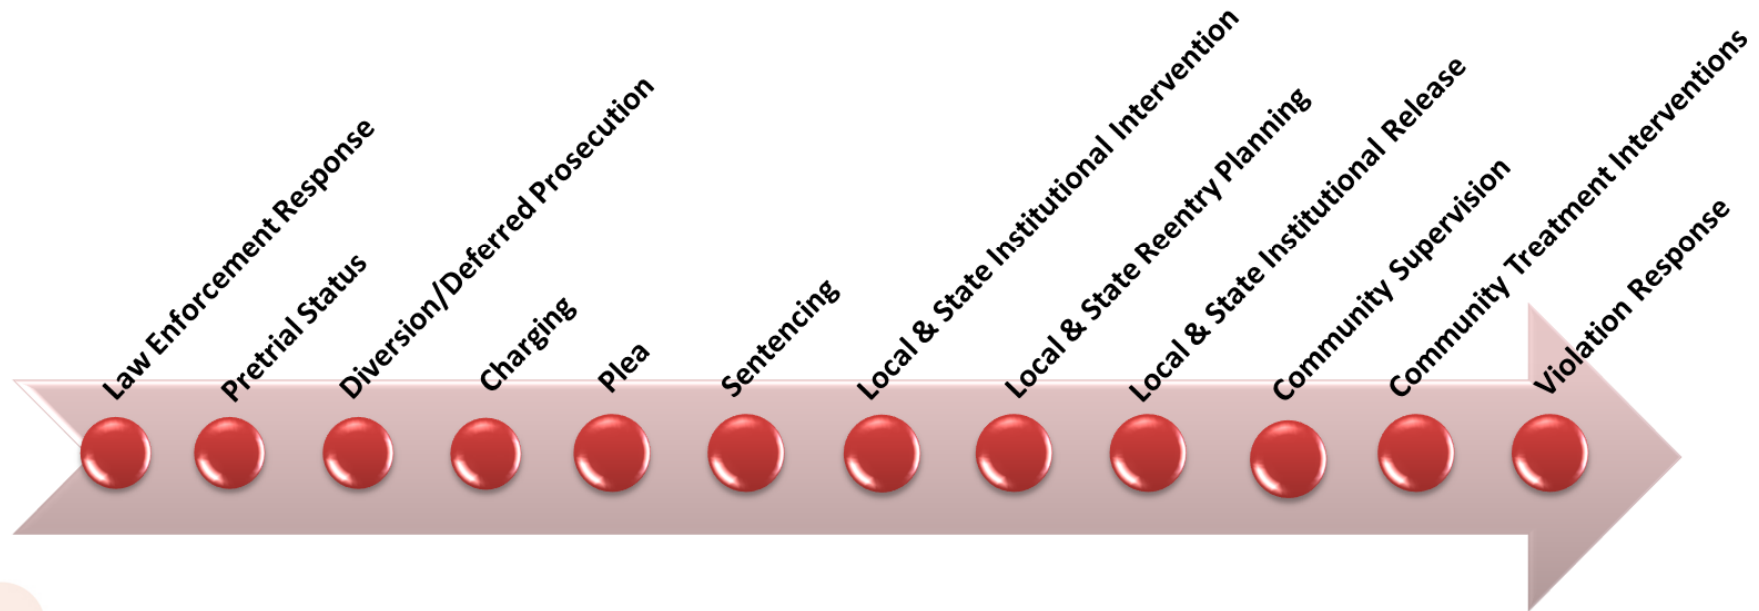 Law Enforcement Response
Pretrial Status
Diversion/Deferred Prosecution
Charging
Plea
Sentencing
Local & State Institutional Intervention
Local & State Reentry Planning
Local & State Institutional Release
Community Supervision
Community Treatment Interventions
Violation Response